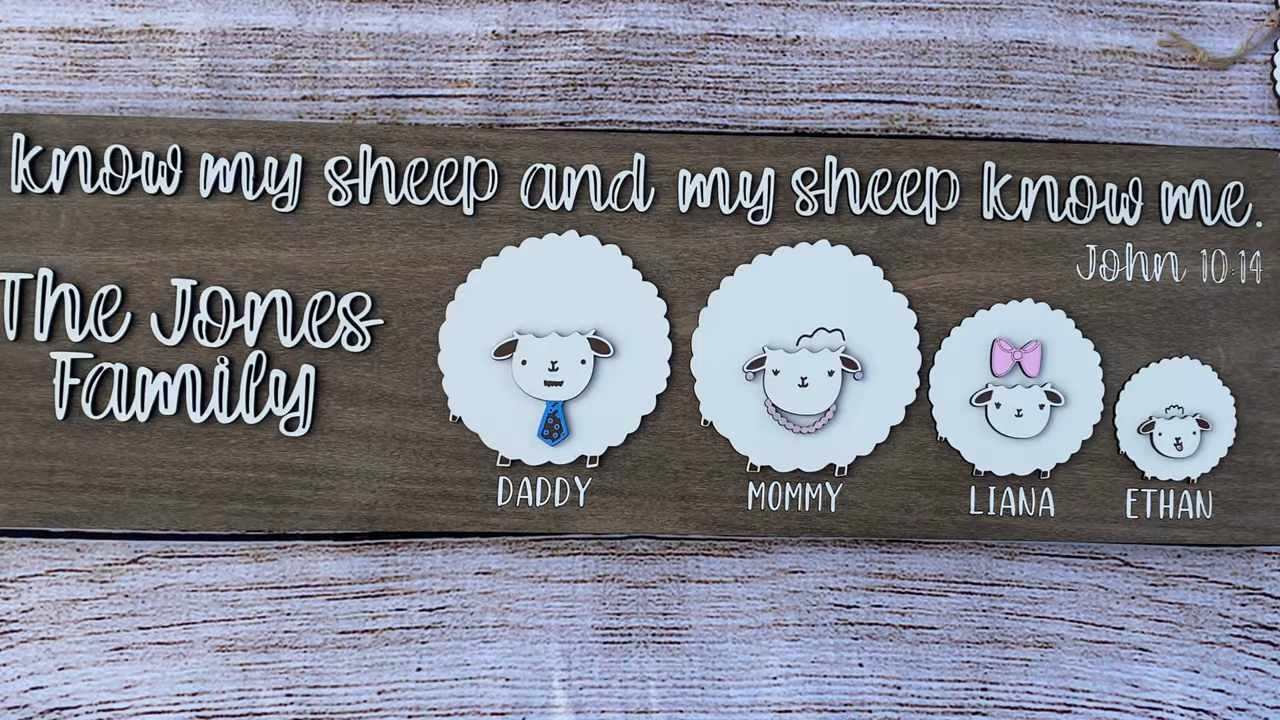 know my sheep and my sheep know me.
John 10:14
The Jones
Family
DADDY
MOMMY
LIANA
ETHAN